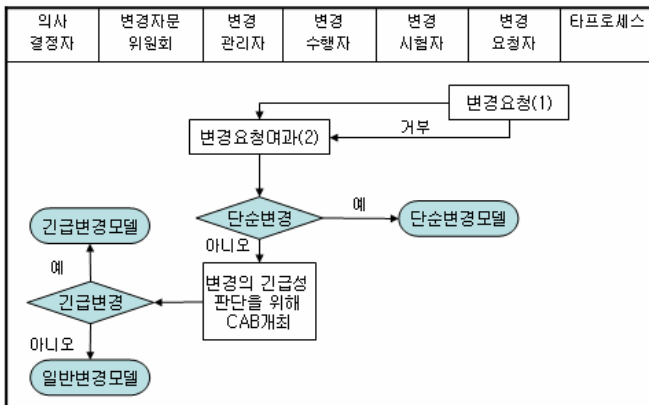 의사
결정자
변경자문
위원회
변경
관리자
변경
수행자
변경
시험자
변경
요청자
타프로세스
변경요청(1)
거부
변경요청여과(2)
단순변경
예
단순변경모델
아니오
긴급변경모델
예
변경의 긴급성
판단을 위해
CAB개최
긴급변경
아니오
일반변경모델